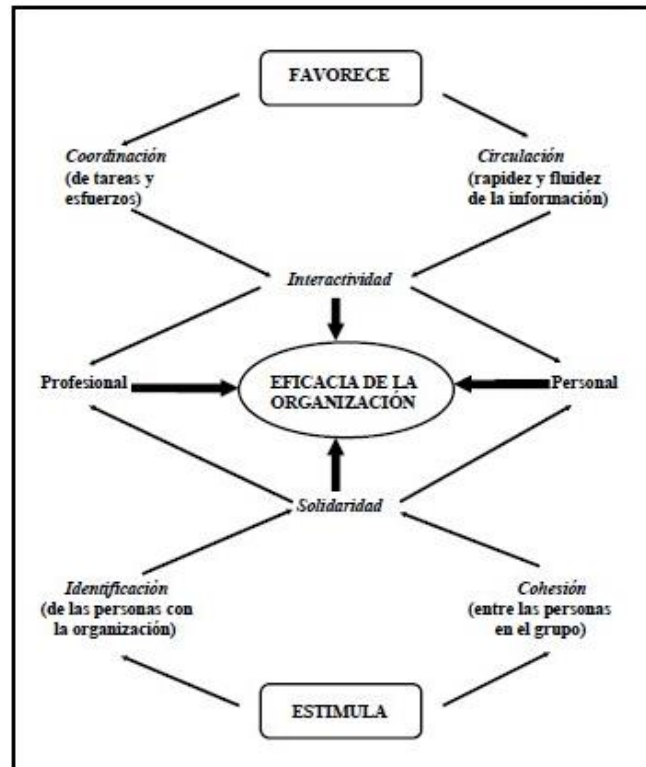 FAVORECE
Coordinación
(de tareas y
esfuerzos)
Circulación
(rapidez y fluidez
de la información)
Interactividad
Profesional
EFICACIA DE LA
ORGANIZACIÓN
Personal
Solidaridad
Identificación
(de las personas con
la organización)
Cohesión
(entre las personas
en el grupo)
ESTIMULA